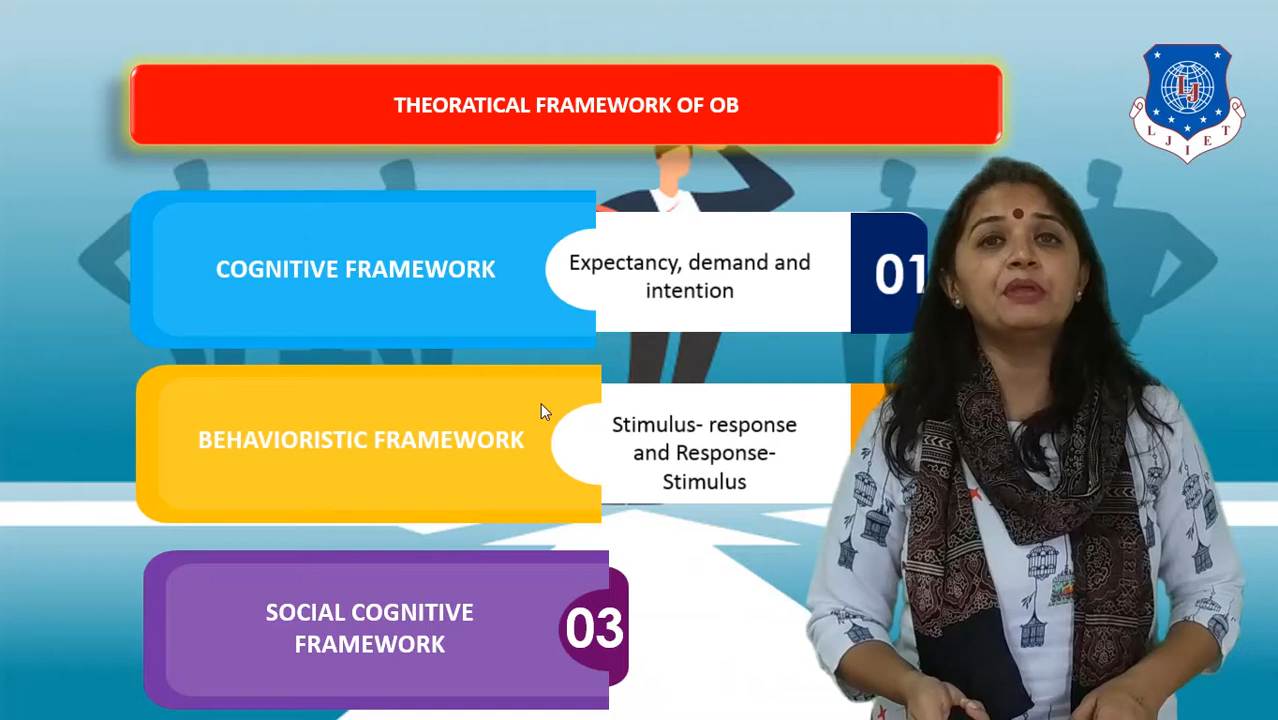 THEORATICAL FRAMEWORK OF OB
LJ
L J I E T
COGNITIVE FRAMEWORK
Expectancy, demand and
intention
01
BEHAVIORISTIC FRAMEWORK
Stimulus- response
and Response-
Stimulus
SOCIAL COGNITIVE
FRAMEWORK
03